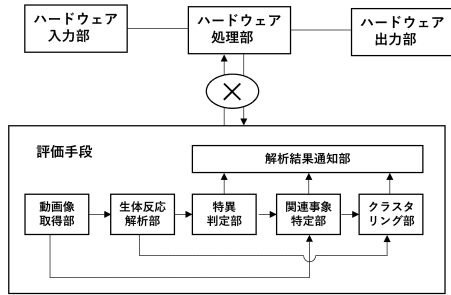 ハードウェア
入力部
ハードウェア
処理部
ハードウェア
出力部
評価手段
解析結果通知部
動画像
取得部
生体反応
解析部
特異
判定部
関連事象
特定部
クラスタ
リング部